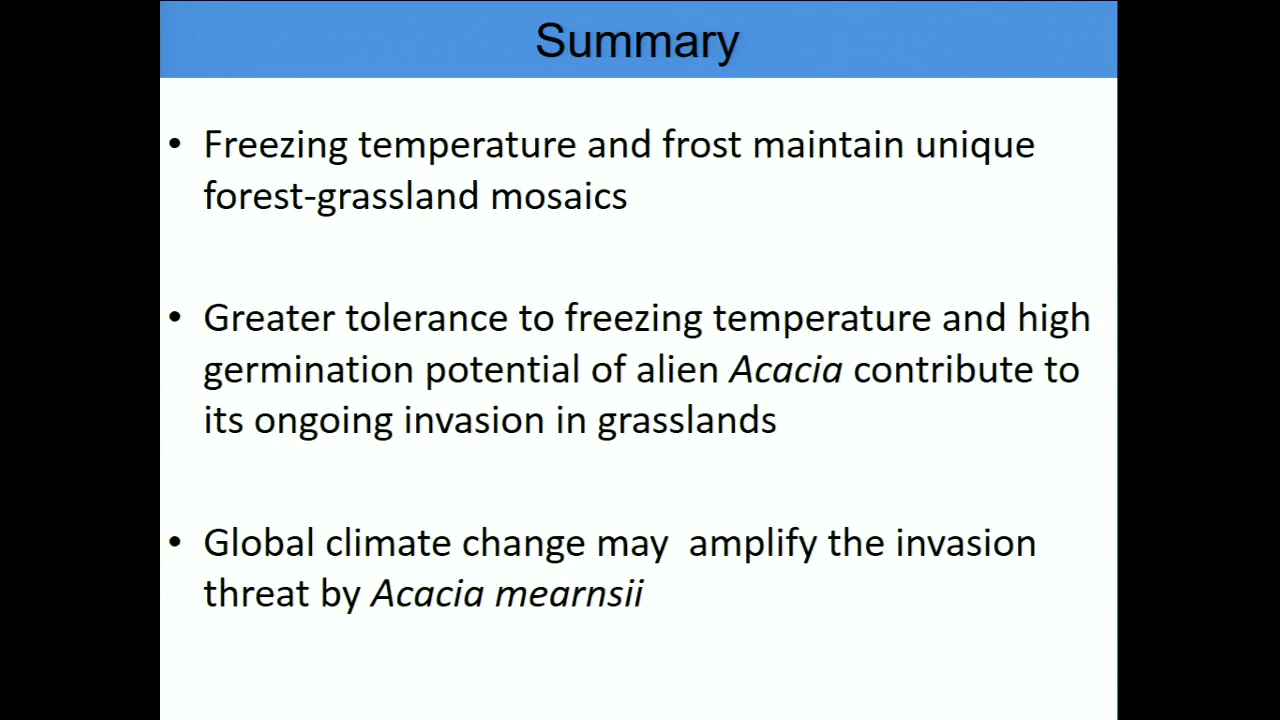 Summary
• Freezing temperature and frost maintain unique
forest-grassland mosaics
• Greater tolerance to freezing temperature and high
germination potential of alien Acacia contribute to
its ongoing invasion in grasslands
• Global climate change may  amplify the invasion
threat by Acacia mearnsii